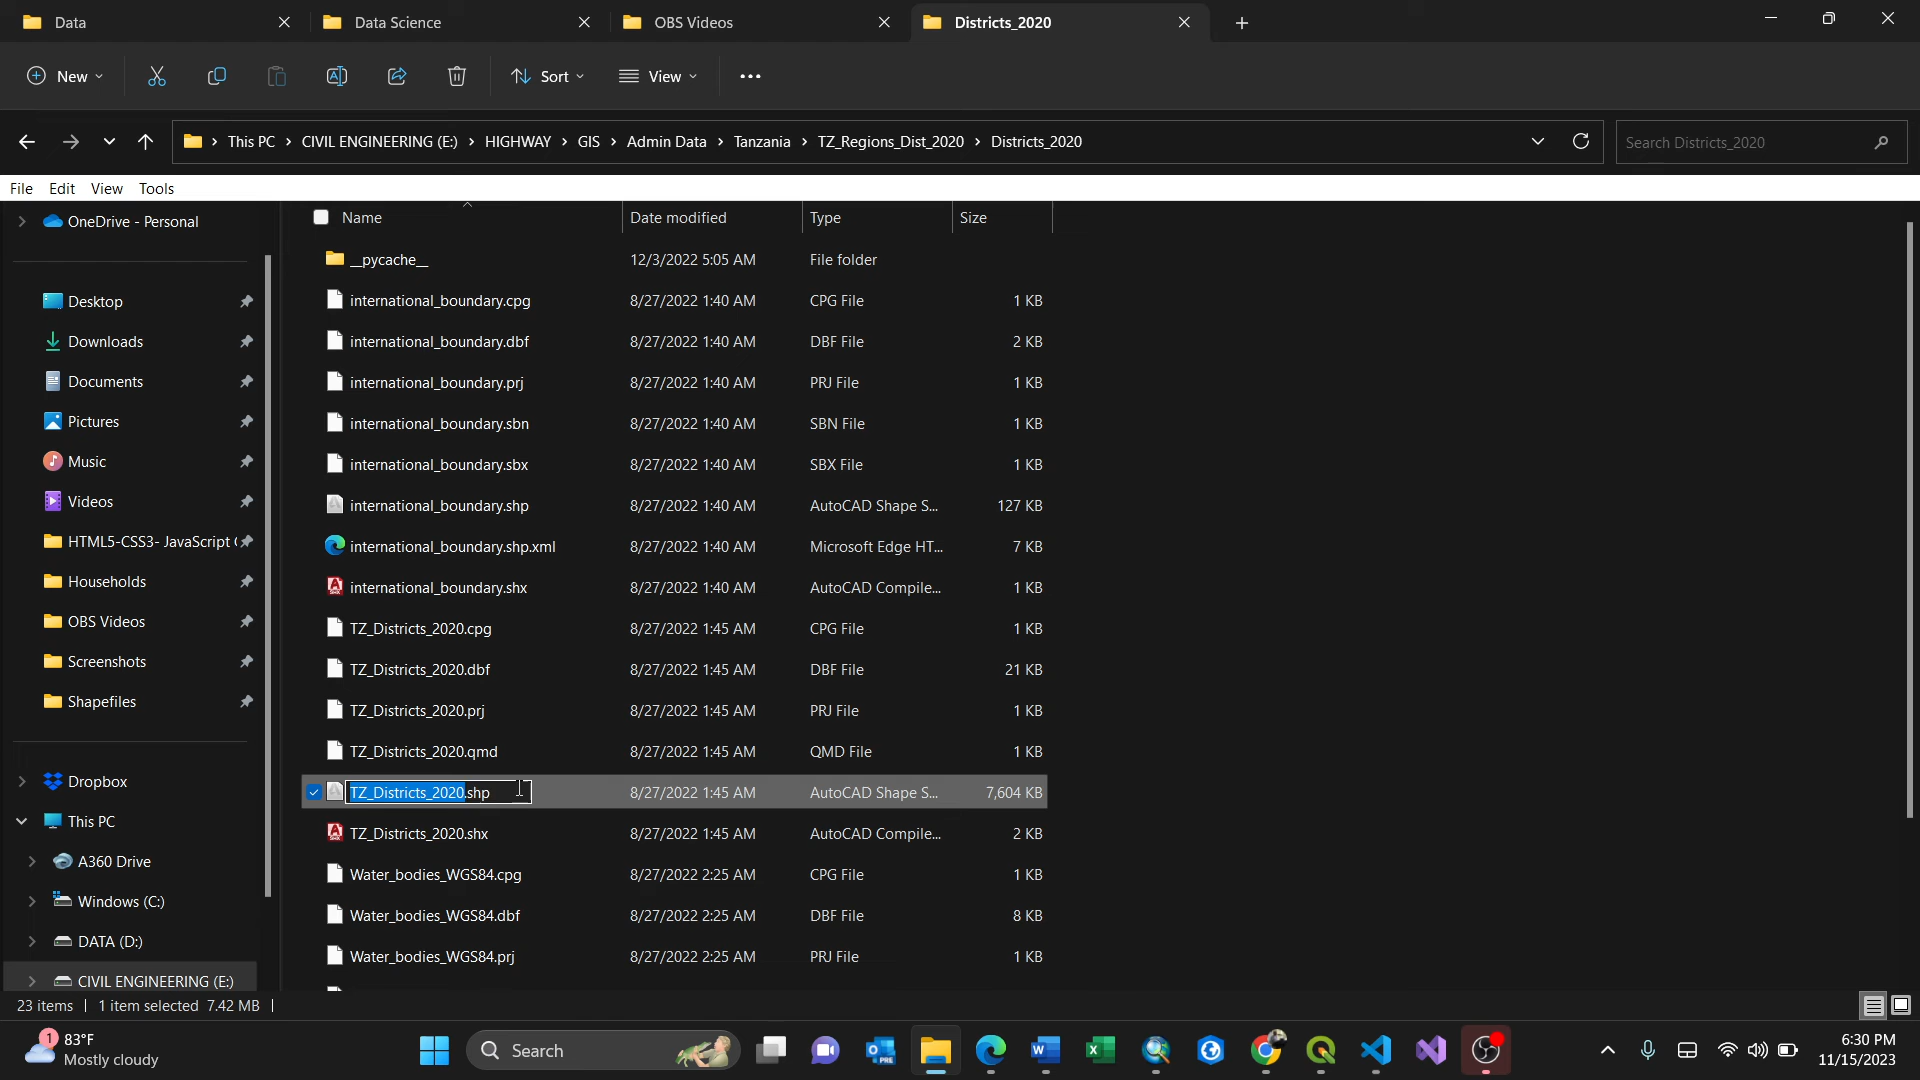 Data
Data Science
OBS Videos
Districts_2020
New
Sort
View
This PC > CIVIL ENGINEERING (E:) > HIGHWAY > GIS > Admin Data > Tanzania > TZ_Regions_Dist_2020 > Districts_2020
Search Districts_2020
File Edit View Tools
OneDrive - Personal
Desktop
Downloads
Documents
Pictures
Music
Videos
HTML5-CSS3- JavaScript
Households
OBS Videos
Screenshots
Shapefiles
Dropbox
This PC
A360 Drive
Windows (C:)
DATA (D:)
CIVIL ENGINEERING (E:)
Name Date modified Type Size
__pycache__ 12/3/2022 5:05 AM File folder
international_boundary.cpg 8/27/2022 1:40 AM CPG File 1 KB
international_boundary.dbf 8/27/2022 1:40 AM DBF File 2 KB
international_boundary.prj 8/27/2022 1:40 AM PRJ File 1 KB
international_boundary.sbn 8/27/2022 1:40 AM SBN File 1 KB
international_boundary.sbx 8/27/2022 1:40 AM SBX File 1 KB
international_boundary.shp 8/27/2022 1:40 AM AutoCAD Shape S... 127 KB
international_boundary.shp.xml 8/27/2022 1:40 AM Microsoft Edge HT... 7 KB
international_boundary.shx 8/27/2022 1:40 AM AutoCAD Compile... 1 KB
TZ_Districts_2020.cpg 8/27/2022 1:45 AM CPG File 1 KB
TZ_Districts_2020.dbf 8/27/2022 1:45 AM DBF File 21 KB
TZ_Districts_2020.prj 8/27/2022 1:45 AM PRJ File 1 KB
TZ_Districts_2020.qmd 8/27/2022 1:45 AM QMD File 1 KB
TZ_Districts_2020.shp 8/27/2022 1:45 AM AutoCAD Shape S... 7,604 KB
TZ_Districts_2020.shx 8/27/2022 1:45 AM AutoCAD Compile... 2 KB
Water_bodies_WGS84.cpg 8/27/2022 2:25 AM CPG File 1 KB
Water_bodies_WGS84.dbf 8/27/2022 2:25 AM DBF File 8 KB
Water_bodies_WGS84.prj 8/27/2022 2:25 AM PRJ File 1 KB
23 items 1 item selected 7.42 MB
1
83°F
Mostly cloudy
Search
PRE
6:30 PM
11/15/2023